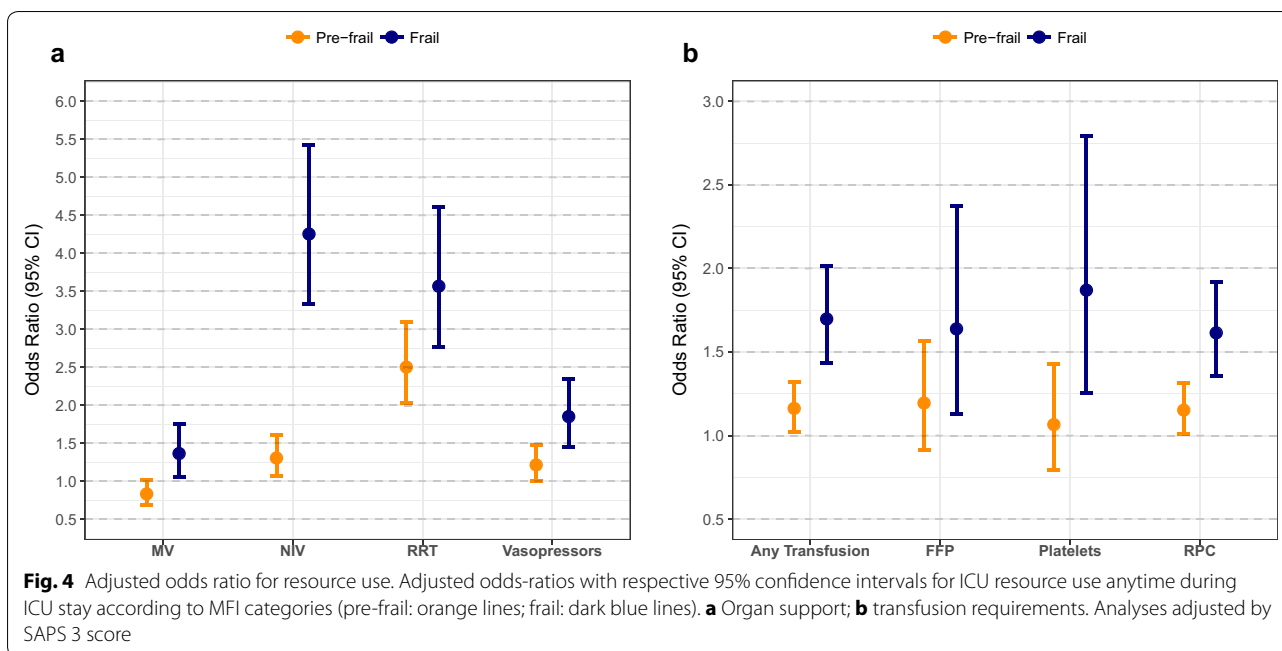 Pre-frail Frail
a
Odds Ratio (95% CI)
6.0
5.5
5.0
4.5
4.0
3.5
3.0
2.5
2.0
1.5
1.0
0.5
MV NIV RRT Vasopressors
Pre-frail Frail
b
Odds Ratio (95% CI)
3.0
2.5
2.0
1.5
1.0
0.5
Any Transfusion FFP Platelets RPC
Fig. 4 Adjusted odds ratio for resource use. Adjusted odds-ratios with respective 95% confidence intervals for ICU resource use anytime during
ICU stay according to MFI categories (pre-frail: orange lines; frail: dark blue lines). a Organ support; b transfusion requirements. Analyses adjusted by
SAPS 3 score